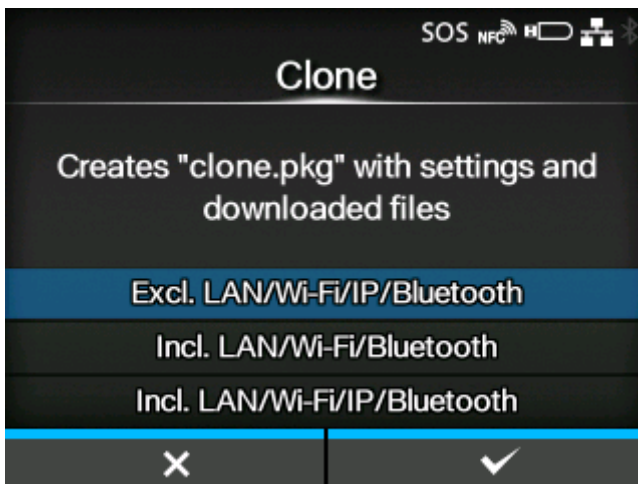 SOS NFC
Clone
Creates "clone.pkg" with settings and
downloaded files
Excl. LAN/Wi-Fi/IP/Bluetooth
Incl. LAN/Wi-Fi/Bluetooth
Incl. LAN/Wi-Fi/IP/Bluetooth